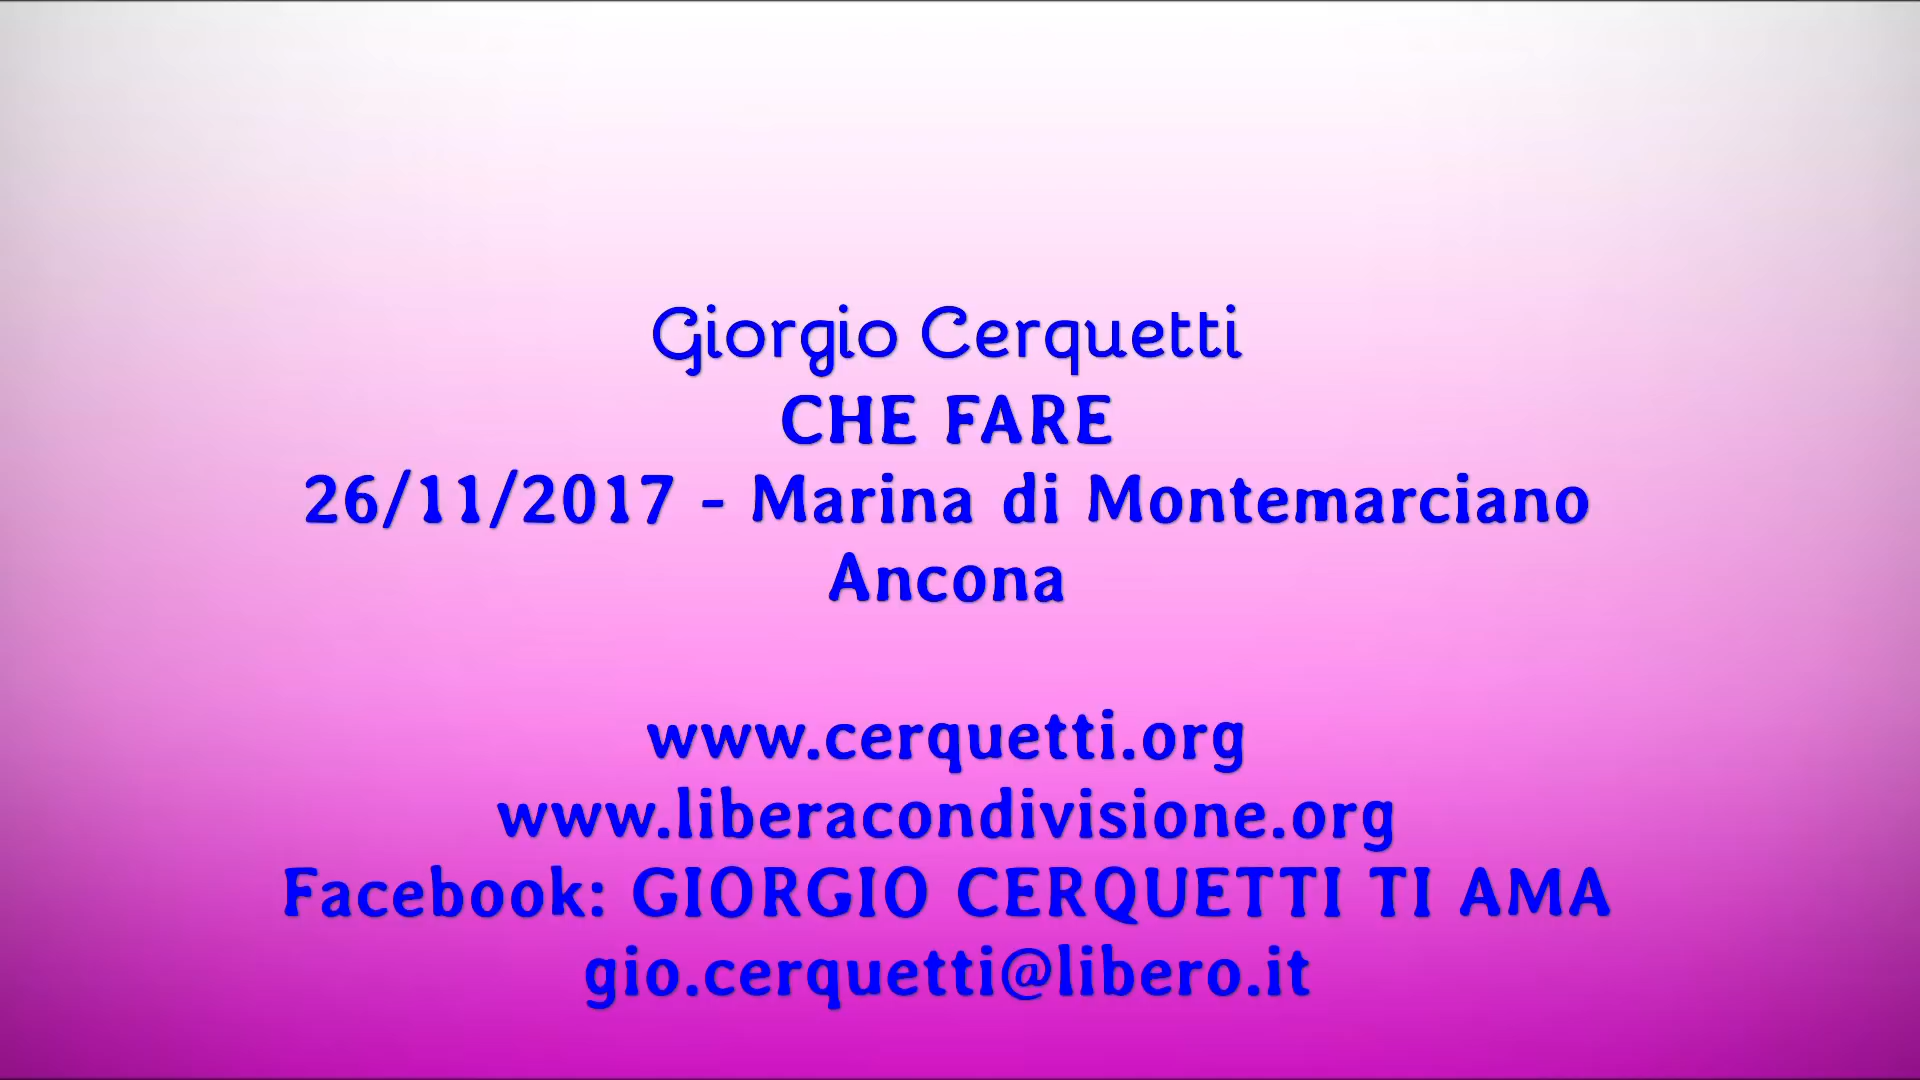 Giorgio Cerquetti
CHE FARE
26/11/2017 - Marina di Montemarciano
Ancona
www.cerquetti.org
www.liberacondivisione.org
Facebook: GIORGIO CERQUETTI TI AMA
gio.cerquetti@libero.it